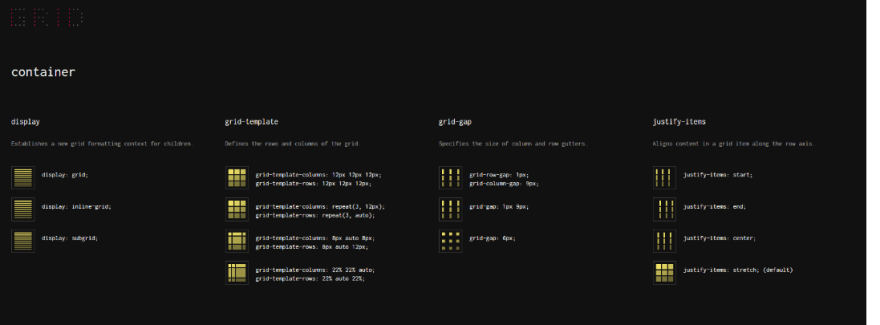 GRID
container
display
Establishes a new grid formatting context for children.
display: grid;
display: inline-grid;
display: subgrid;
grid-template
Defines the rows and columns of the grid.
grid-template-columns: 12px 12px 12px;
grid-template-rows: 12px 12px 12px;
grid-template-columns: repeat(3, 12px);
grid-template-rows: repeat(3, auto);
grid-template-columns: 8px auto 8px;
grid-template-rows: 8px auto 12px;
grid-template-columns: 22% 22% auto;
grid-template-rows: 22% auto 22%;
grid-gap
Specifies the size of column and row gutters.
grid-row-gap: 1px;
grid-column-gap: 9px;
grid-gap: 1px 9px;
grid-gap: 6px;
justify-items
Aligns content in a grid item along the row axis.
justify-items: start;
justify-items: end;
justify-items: center;
justify-items: stretch; (default)